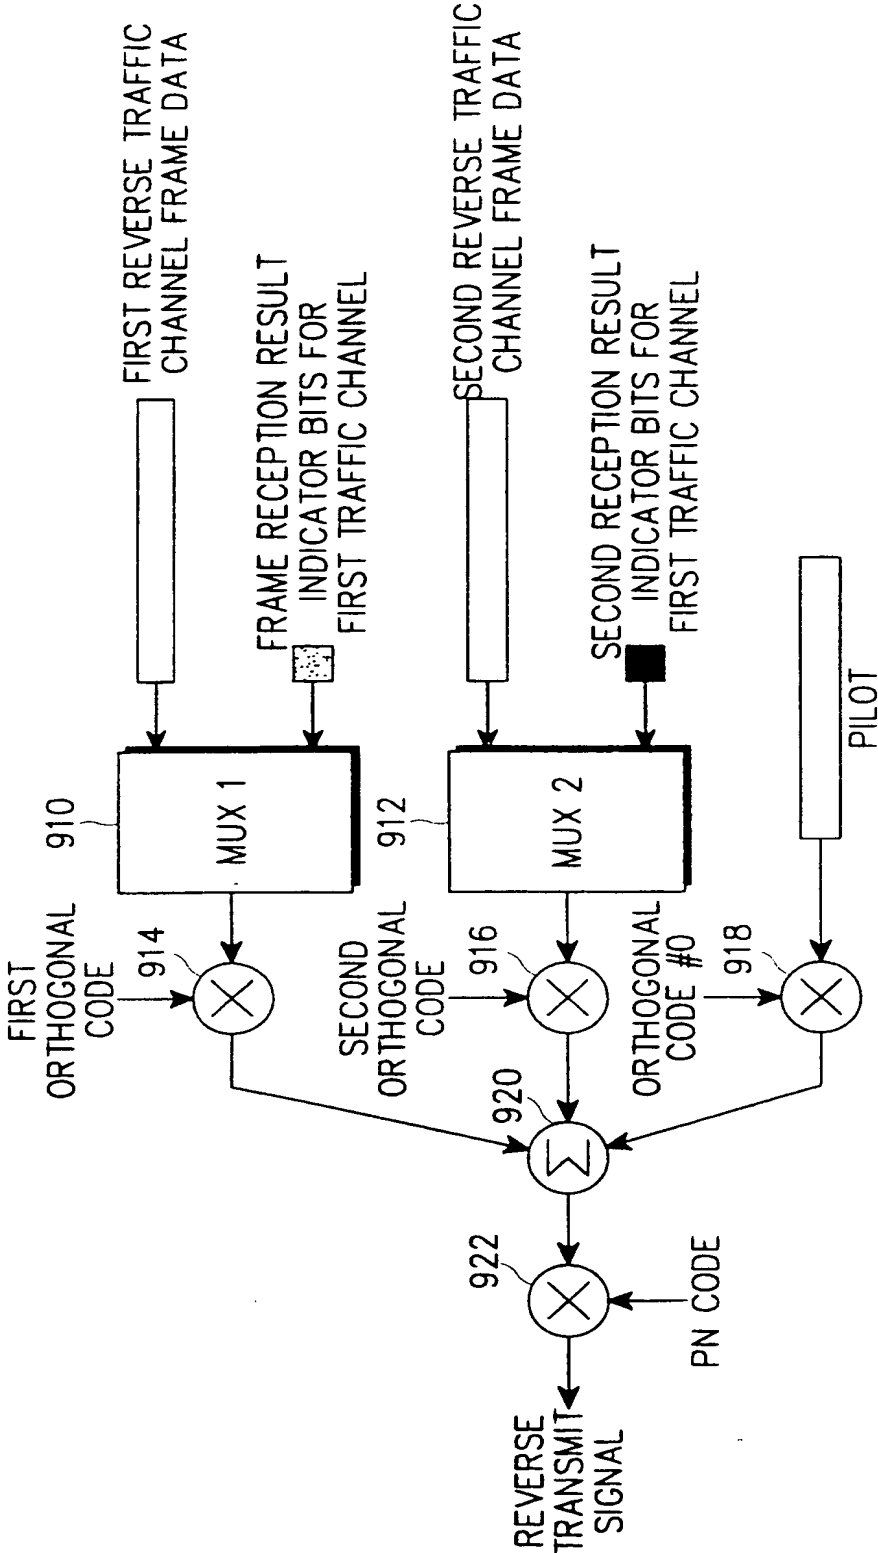 FIRST REVERSE TRAFFIC
CHANNEL FRAME DATA
FRAME RECEPTION RESULT
INDICATOR BITS FOR
FIRST TRAFFIC CHANNEL
SECOND REVERSE TRAFFIC
CHANNEL FRAME DATA
SECOND RECEPTION RESULT
INDICATOR BITS FOR
FIRST TRAFFIC CHANNEL
PILOT
910
MUX 1
912
MUX 2
FIRST
ORTHOGONAL
CODE
914
SECOND
ORTHOGONAL
CODE
916
ORTHOGONAL
CODE #0
918
920
Σ
922
PN CODE
REVERSE
TRANSMIT
SIGNAL